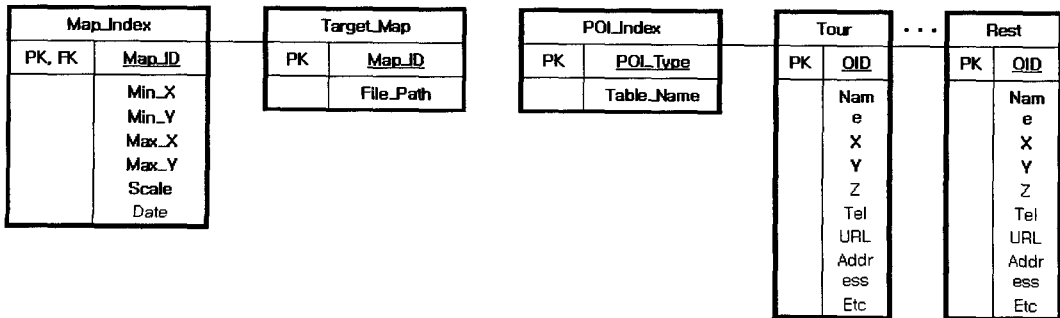 Map_Index
PK, FK Map_ID
Min_X
Min_Y
Max_X
Max_Y
Scale
Date
Target_Map
PK Map_ID
File_Path
POI_Index
PK POI_Type
Table_Name
Tour
PK OID
Nam
e
X
Y
Z
Tel
URL
Addr
ess
Etc
...
Rest
PK OID
Nam
e
X
Y
Z
Tel
URL
Addr
ess
Etc